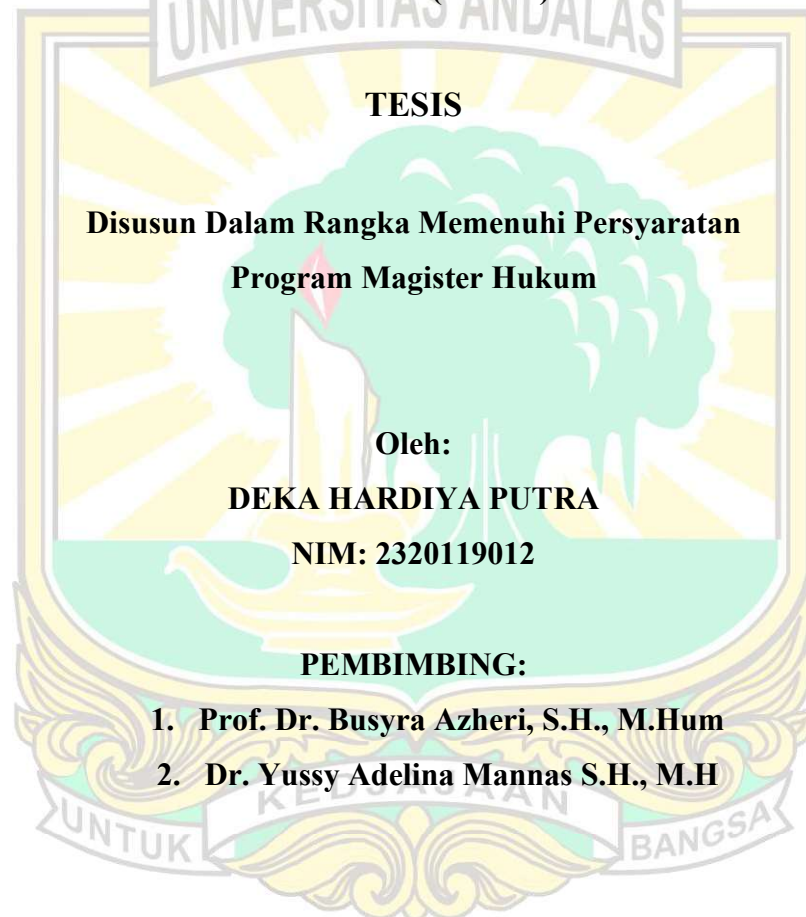 UNIVERSITAS ANDALAS
TESIS
Disusun Dalam Rangka Memenuhi Persyaratan
Program Magister Hukum
Oleh:
DEKA HARDIYA PUTRA
NIM: 2320119012
PEMBIMBING:
1. Prof. Dr. Busyra Azheri, S.H., M.Hum
2. Dr. Yussy Adelina Mannas S.H., M.H
UNTUK KEDJAJAAN BANGSA